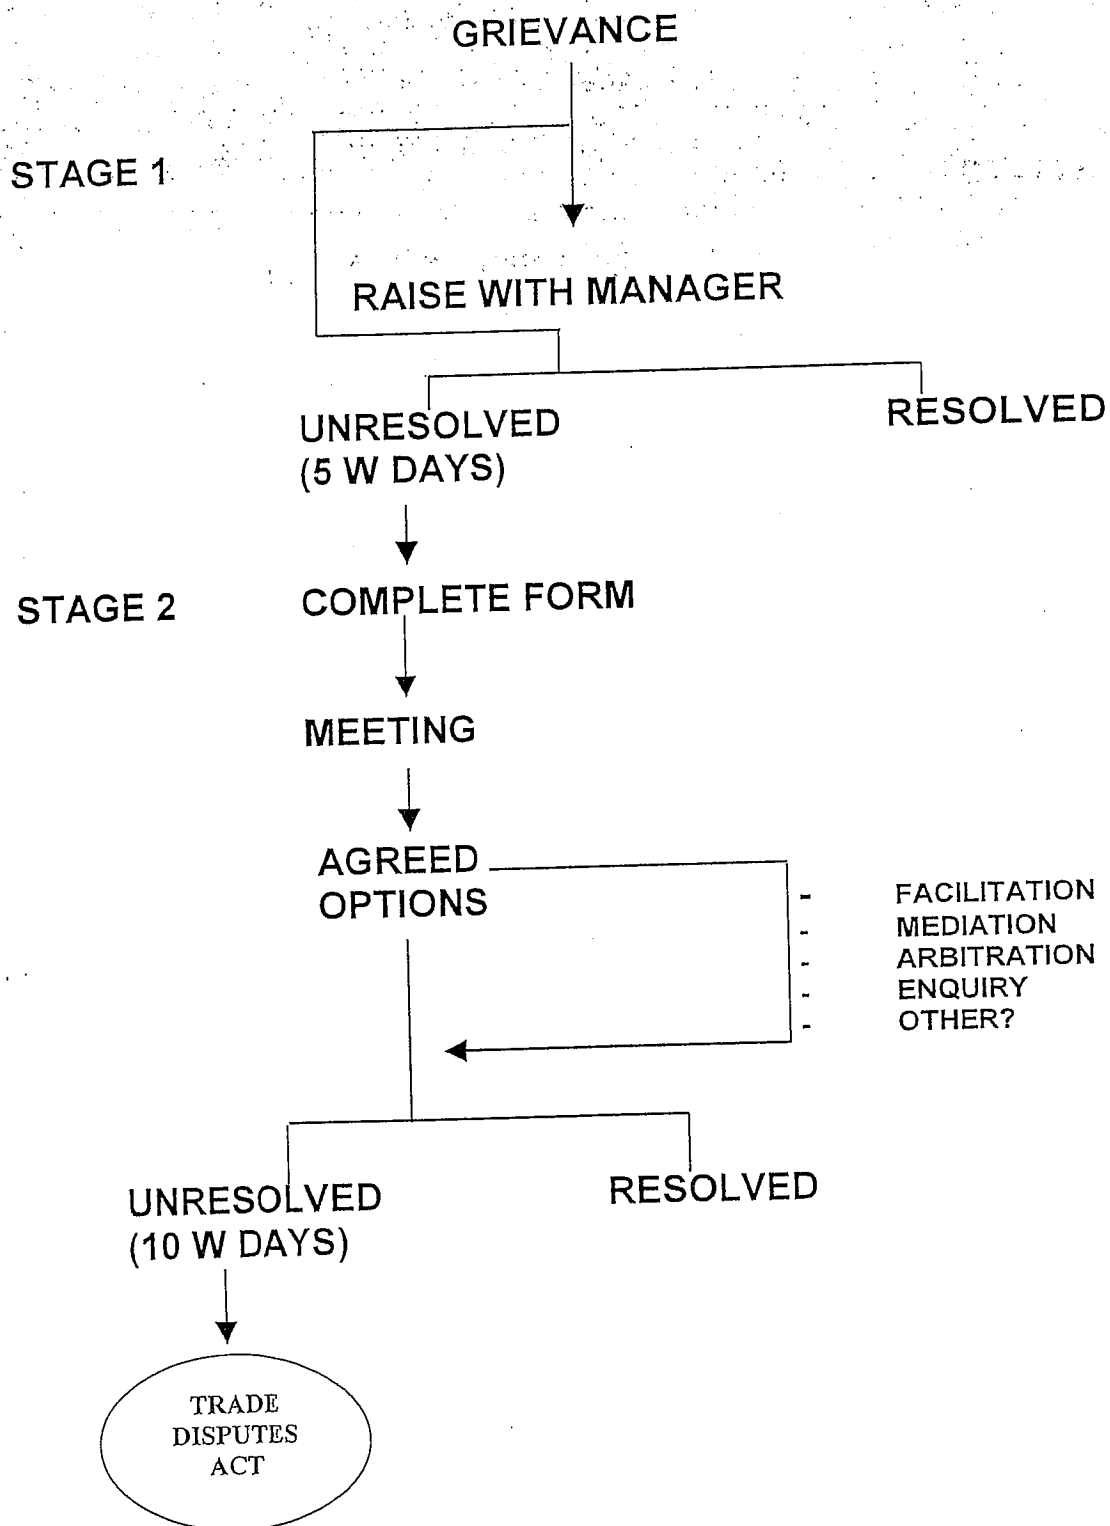 GRIEVANCE
STAGE 1
RAISE WITH MANAGER
UNRESOLVED
(5 W DAYS)
RESOLVED
STAGE 2
COMPLETE FORM
MEETING
AGREED
OPTIONS
- FACILITATION
- MEDIATION
- ARBITRATION
- ENQUIRY
- OTHER?
UNRESOLVED
(10 W DAYS)
RESOLVED
TRADE
DISPUTES
ACT